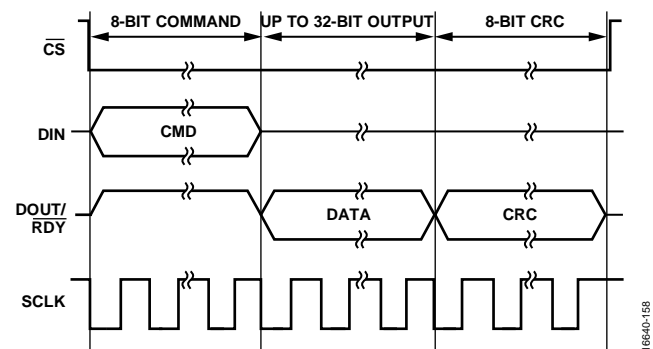 8-BIT COMMAND UP TO 32-BIT OUTPUT 8-BIT CRC
CS
DIN
CMD
DOUT/
RDY
DATA
CRC
SCLK
16640-158